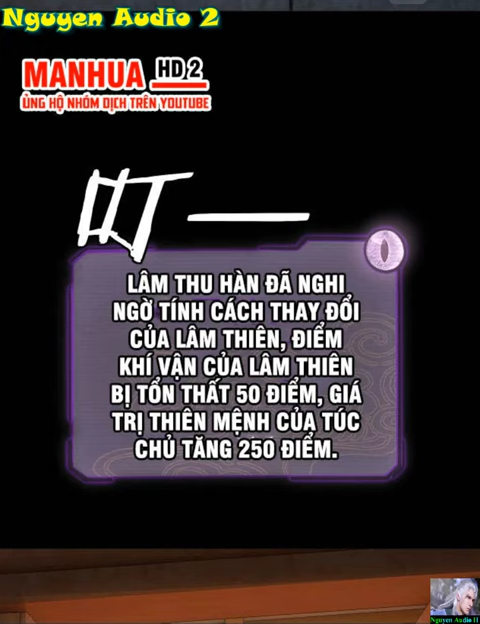 Nguyen Audio 2
MANHUA HD 2
ỦNG HỘ NHÓM DỊCH TRÊN YOUTUBE
叮——
LÂM THU HÀN ĐÃ NGHI
NGỜ TÍNH CÁCH THAY ĐỔI
CỦA LÂM THIÊN, ĐIỂM
KHÍ VẬN CỦA LÂM THIÊN
BỊ TỔN THẤT 50 ĐIỂM, GIÁ
TRỊ THIÊN MỆNH CỦA TÚC
CHỦ TĂNG 250 ĐIỂM.
Nguyen Audio II